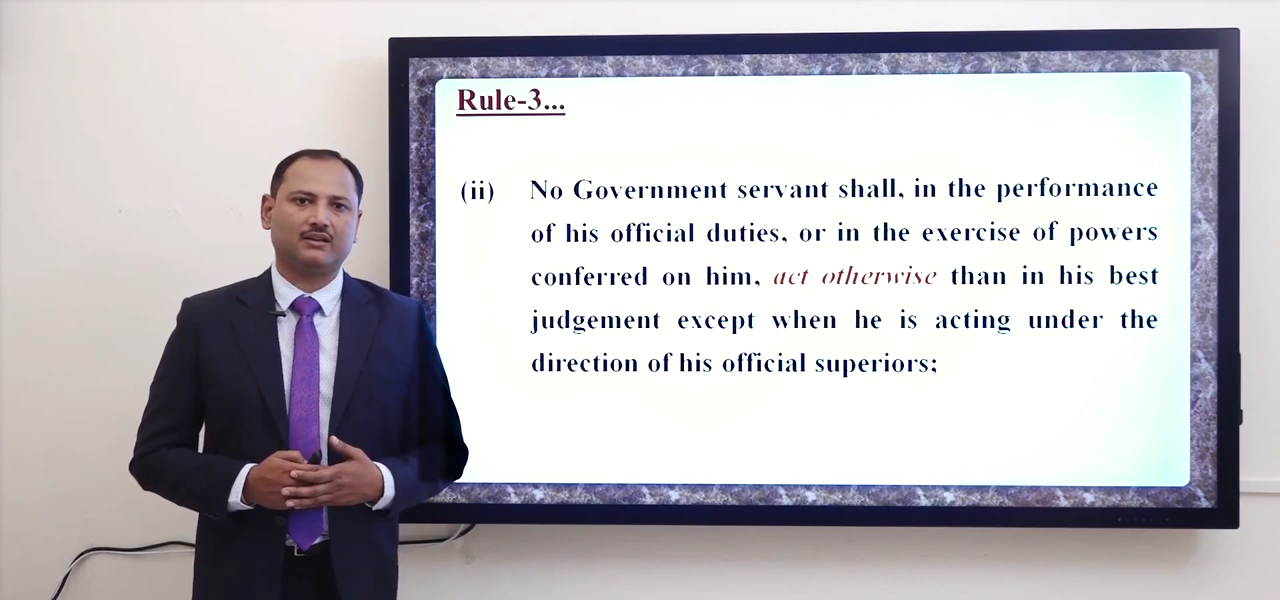 Rule-3...
(ii) No Government servant shall, in the performance
of his official duties, or in the exercise of powers
conferred on him, act otherwise than in his best
judgement except when he is acting under the
direction of his official superiors;